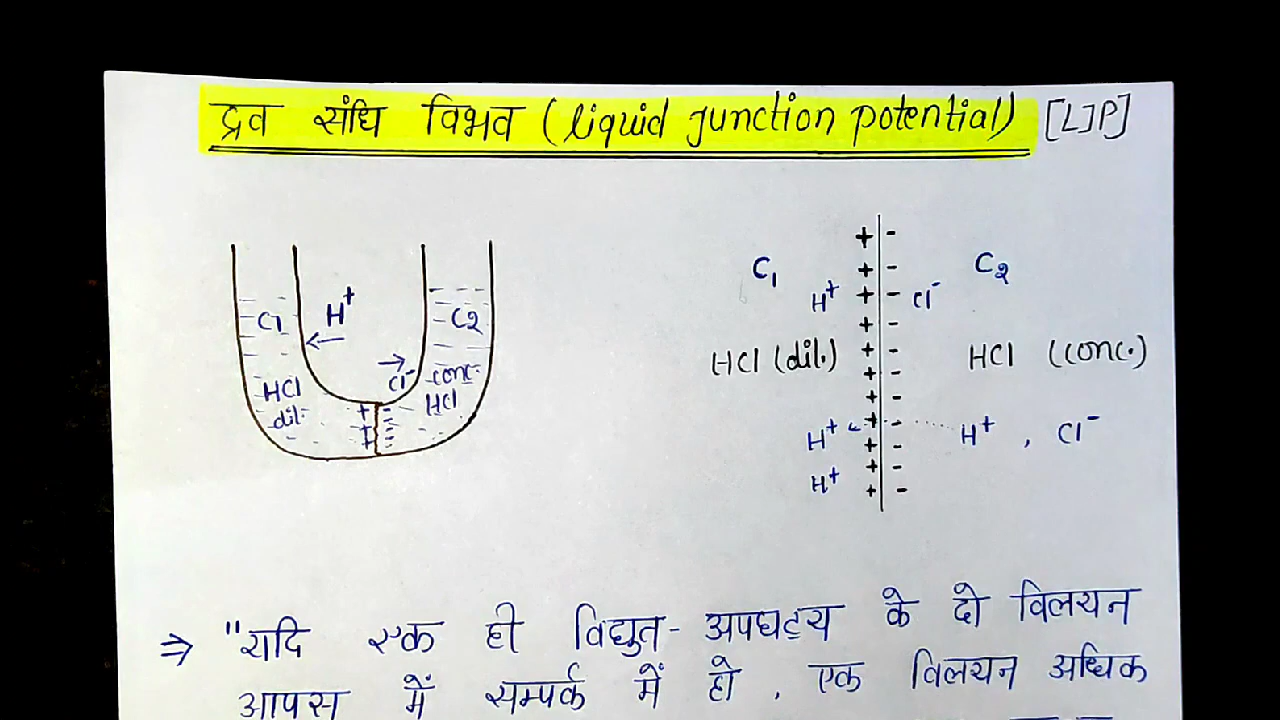 द्रव संधि विभव (liquid junction potential) [LJP]
C1
H+
C2
Cl-
conc-
HCl
HCl
dil-
+ -
C1
C2
H+
Cl-
HCl (dil.)
HCl (conc.)
H+
H+ , Cl-
H+
⇒ "यदि एक ही विद्युत-अपघट्य के दो विलयन
आपस में सम्पर्क में हो , एक विलयन अधिक